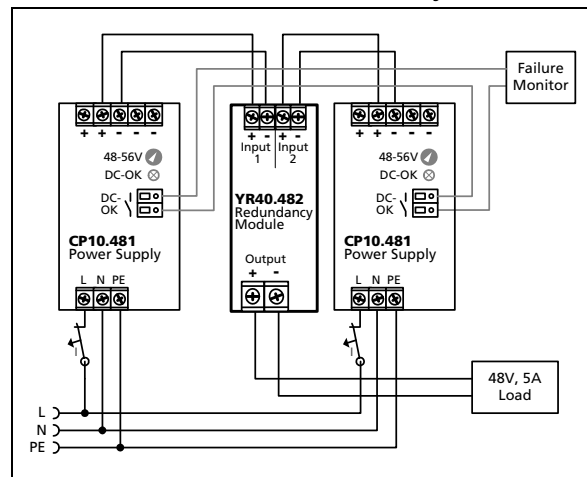 Failure
Monitor
+ + - - -
48-56V
DC-OK
DC-
OK
CP10.481
Power Supply
L N PE
+ - + -
Input Input
1 2
YR40.482
Redundancy
Module
Output
+ -
+ + - - -
48-56V
DC-OK
DC-
OK
CP10.481
Power Supply
L N PE
I
I
48V, 5A
Load
L
N
PE